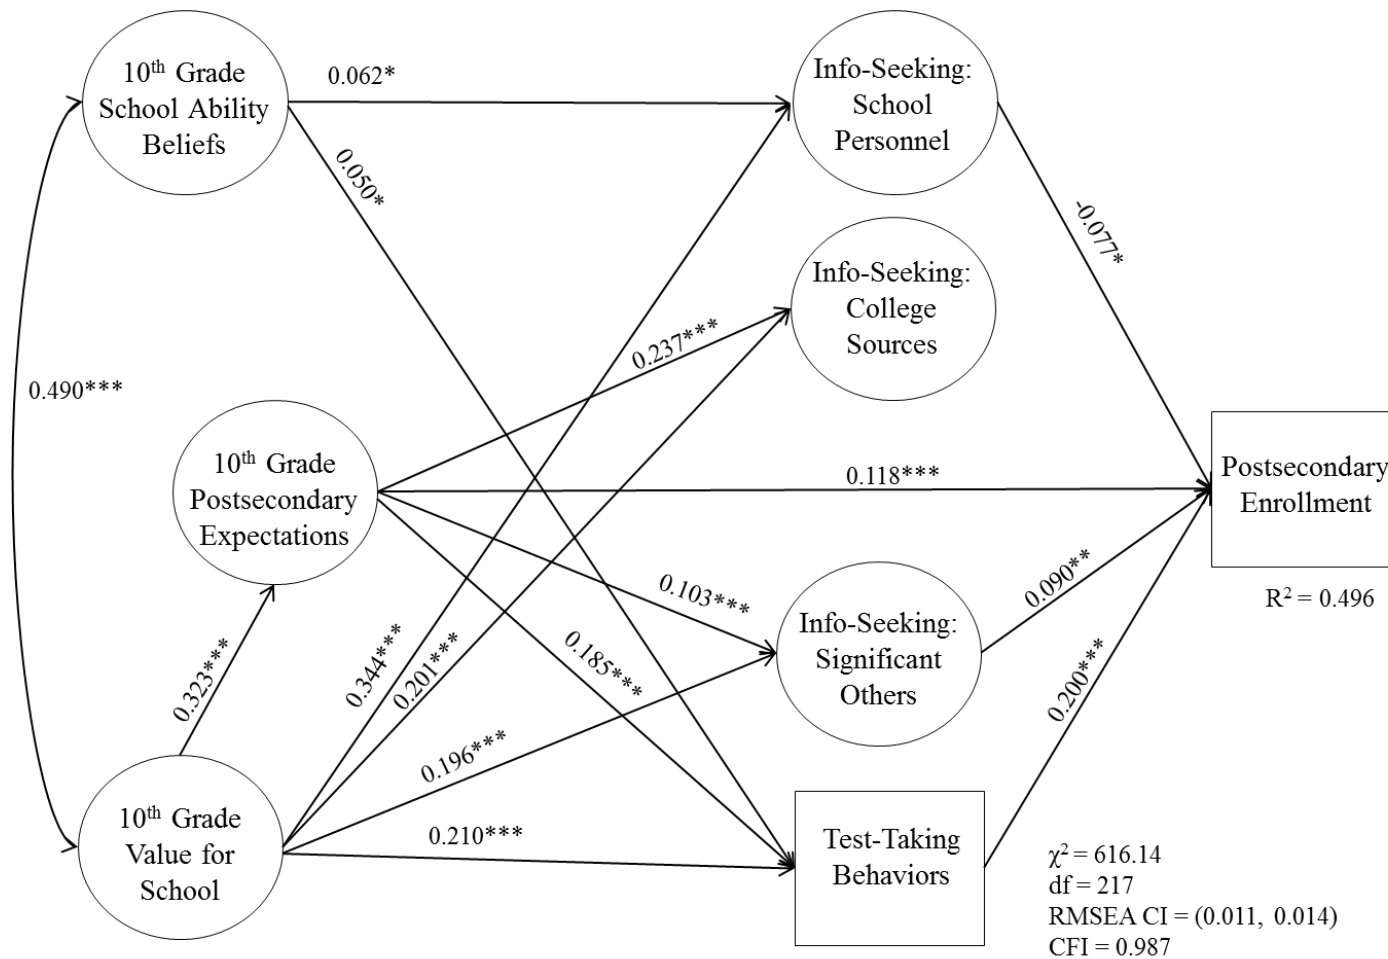 10th Grade
School Ability
Beliefs
0.062*
Info-Seeking:
School
Personnel
0.050*
-0.077*
Info-Seeking:
College
Sources
0.237***
0.490***
10th Grade
Postsecondary
Expectations
0.118***
Postsecondary
Enrollment
R² = 0.496
0.103***
0.090**
Info-Seeking:
Significant
Others
0.323***
0.344***
0.201***
0.185***
0.200***
0.196***
10th Grade
Value for
School
0.210***
Test-Taking
Behaviors
χ² = 616.14
df = 217
RMSEA CI = (0.011, 0.014)
CFI = 0.987